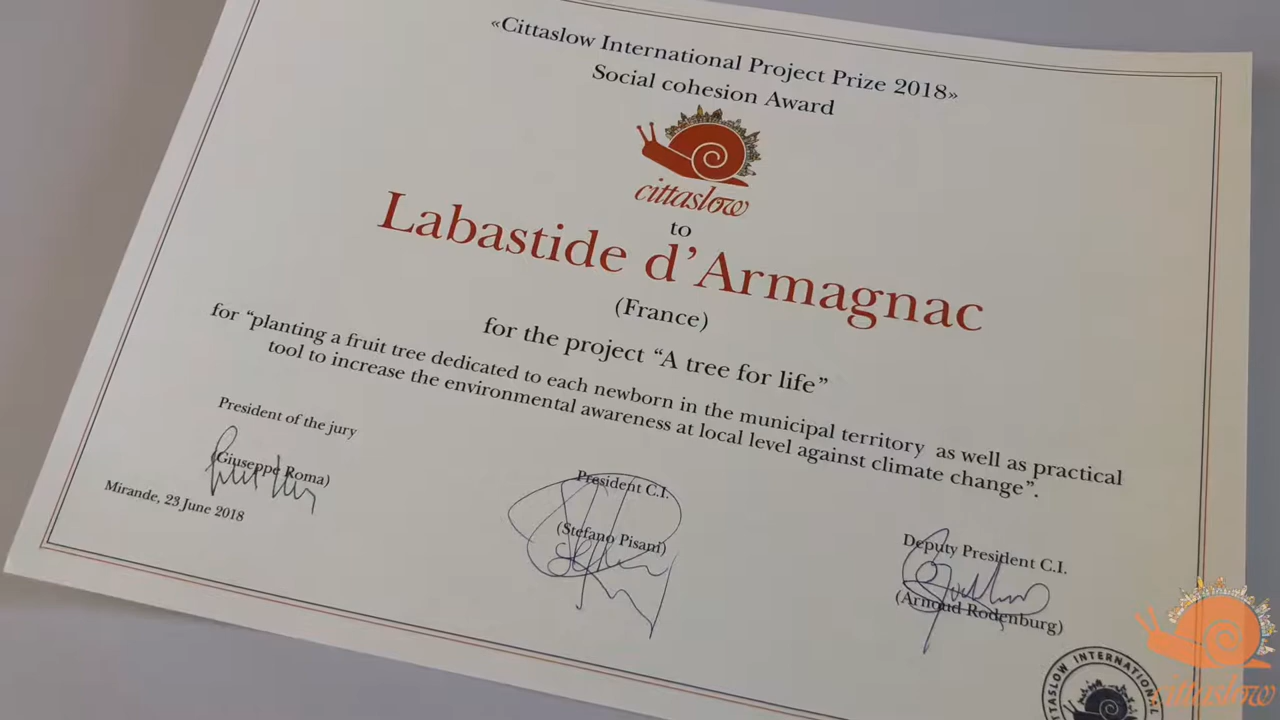 «Cittaslow International Project Prize 2018»
Social cohesion Award
cittaslow
to
Labastide d’Armagnac
(France)
for the project “A tree for life”
for “planting a fruit tree dedicated to each newborn in the municipal territory as well as practical
tool to increase the environmental awareness at local level against climate change”.
President of the jury
(Giuseppe Roma)
Mirande, 23 June 2018
President C.I.
(Stefano Pisani)
Deputy President C.I.
(Arnoud Rodenburg)
CITTASLOW INTERNATIONAL
cittaslow